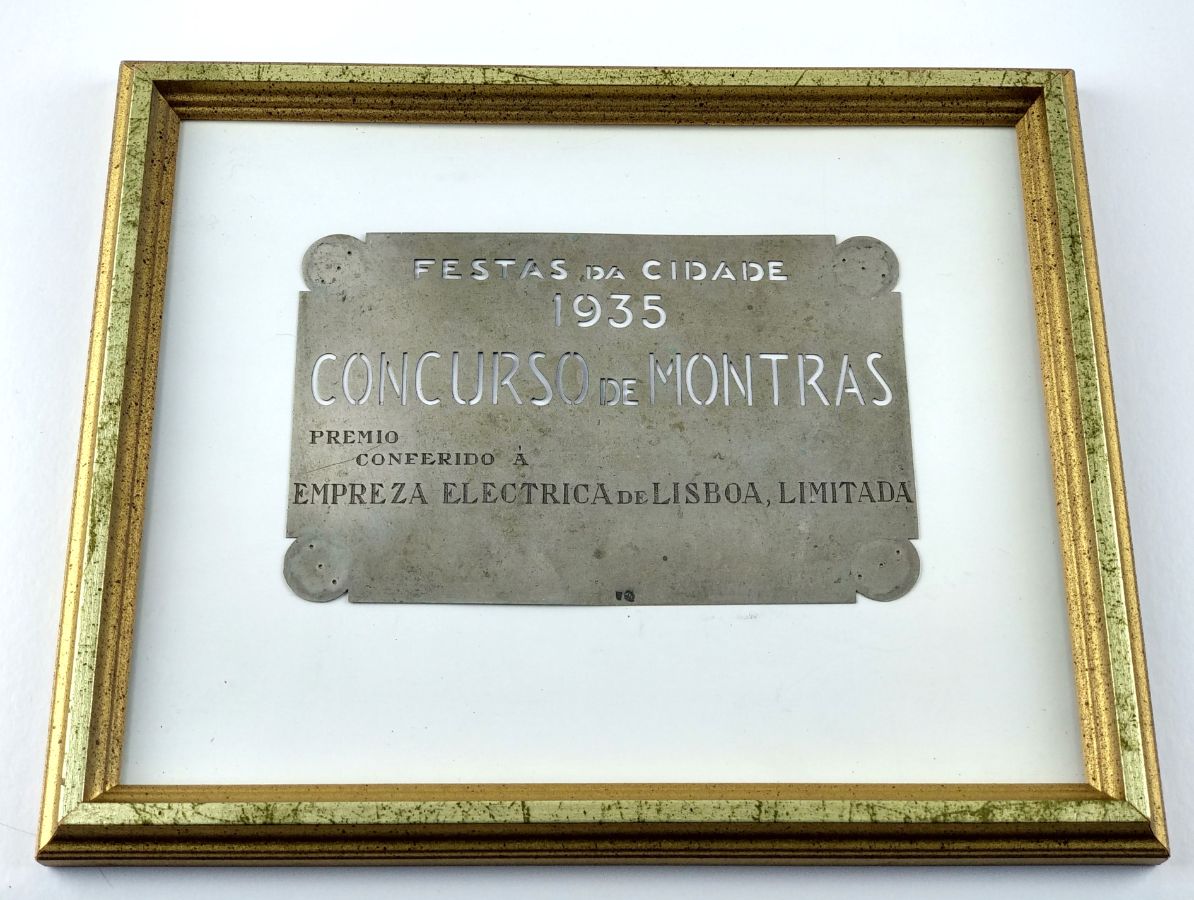 FESTAS DA CIDADE
1935
CONCURSO DE MONTRAS
PREMIO
CONFERIDO Á
EMPREZA ELECTRICA DE LISBOA, LIMITADA